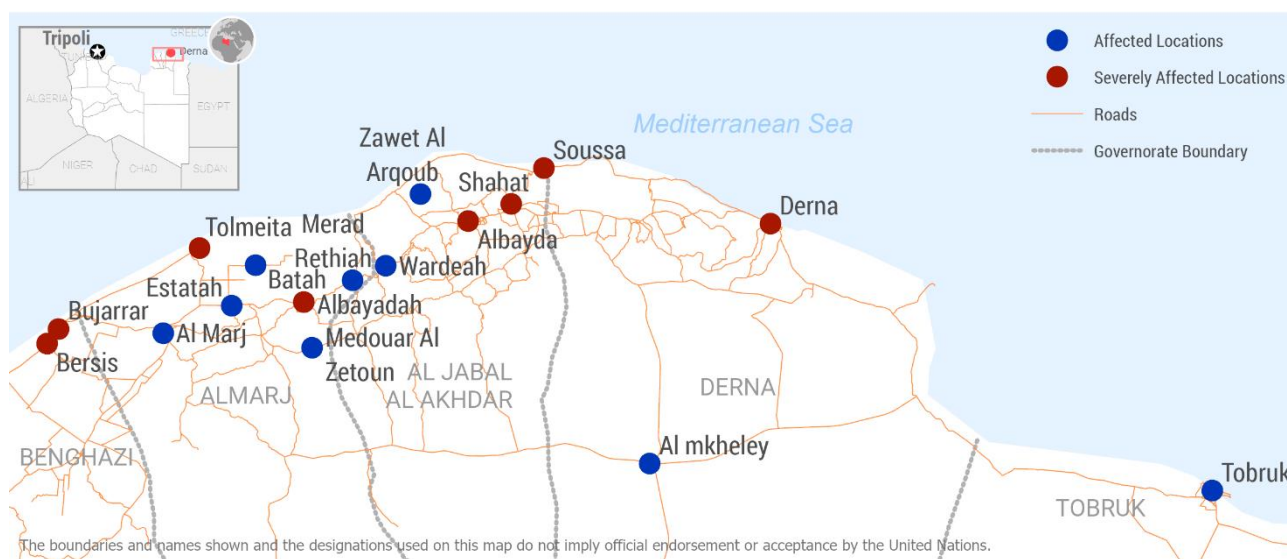 Tripoli
GREECE
TUNISIA
Derna
ALGERIA
EGYPT
NIGER
CHAD
SUDAN
Affected Locations
Severely Affected Locations
Roads
Governorate Boundary
Mediterranean Sea
Zawet Al
Arqoub
Soussa
Shahat
Derna
Tolmeita
Merad
Albayda
Rethiah
Wardeah
Batah
Estatah
Albayadah
Bujarrar
Al Marj
Medouar Al
Zetoun
Bersis
AL JABAL
AL AKHDAR
ALMARJ
DERNA
BENGHAZI
Al mkheley
Tobruk
TOBRUK
The boundaries and names shown and the designations used on this map do not imply official endorsement or acceptance by the United Nations.